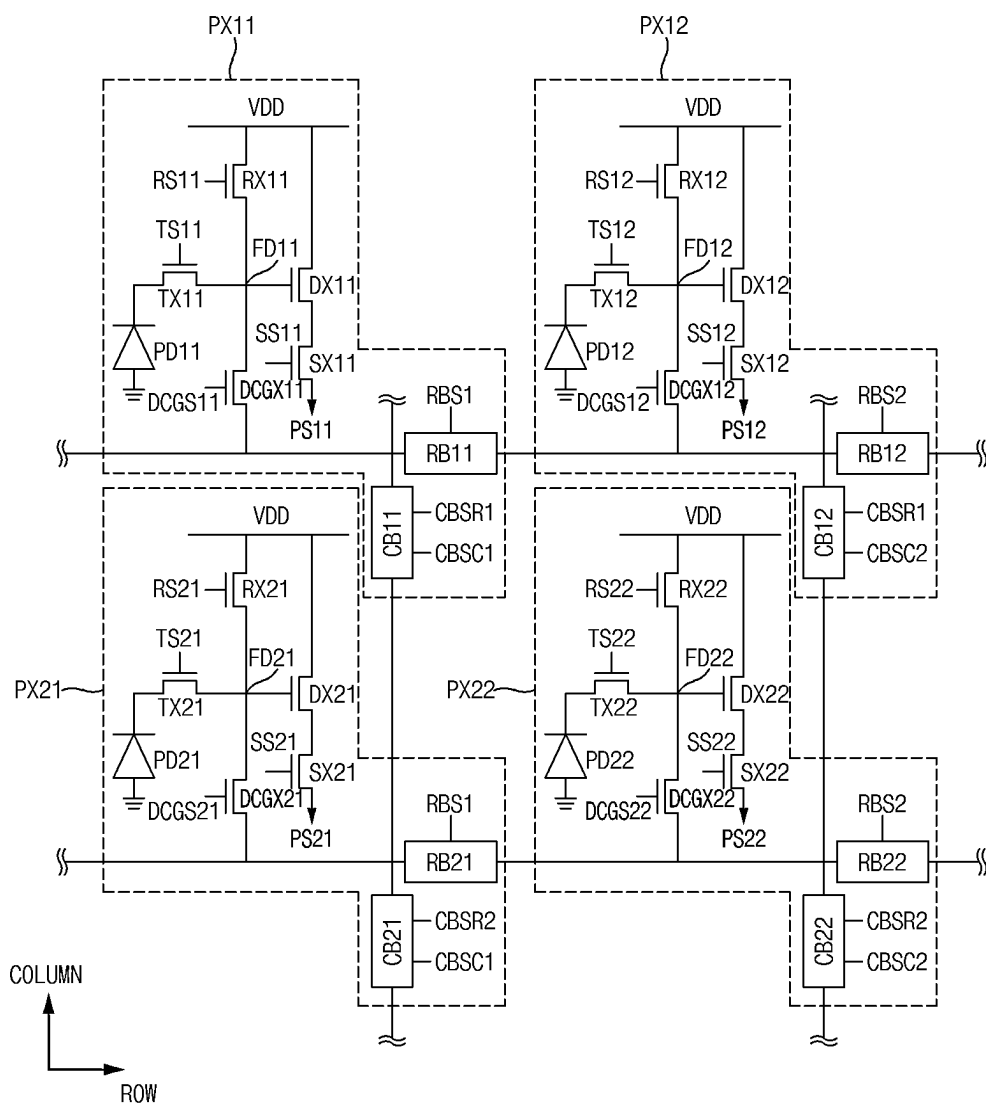 PX11
PX12
VDD
VDD
RS11
RX11
RS12
RX12
TS11
FD11
TS12
FD12
TX11
DX11
TX12
DX12
PD11
SS11
SX11
PD12
SS12
SX12
DCGS11
DCGX11
PS11
RBS1
DCGS12
DCGX12
PS12
RBS2
RB11
RB12
CB11
CBSR1
CBSC1
CB12
CBSR1
CBSC2
VDD
VDD
RS21
RX21
RS22
RX22
TS21
FD21
TS22
FD22
PX21
TX21
DX21
PX22
TX22
DX22
PD21
SS21
SX21
PD22
SS22
SX22
DCGS21
DCGX21
PS21
RBS1
DCGS22
DCGX22
PS22
RBS2
RB21
RB22
CB21
CBSR2
CBSC1
CB22
CBSR2
CBSC2
COLUMN
ROW